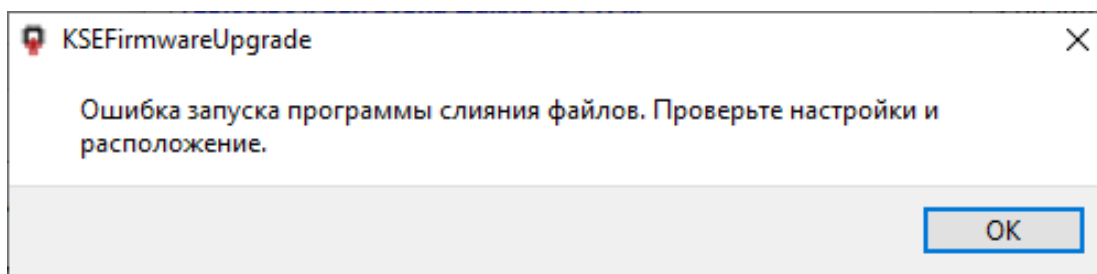 KSEFirmwareUpgrade
Ошибка запуска программы слияния файлов. Проверьте настройки и
расположение.
OK